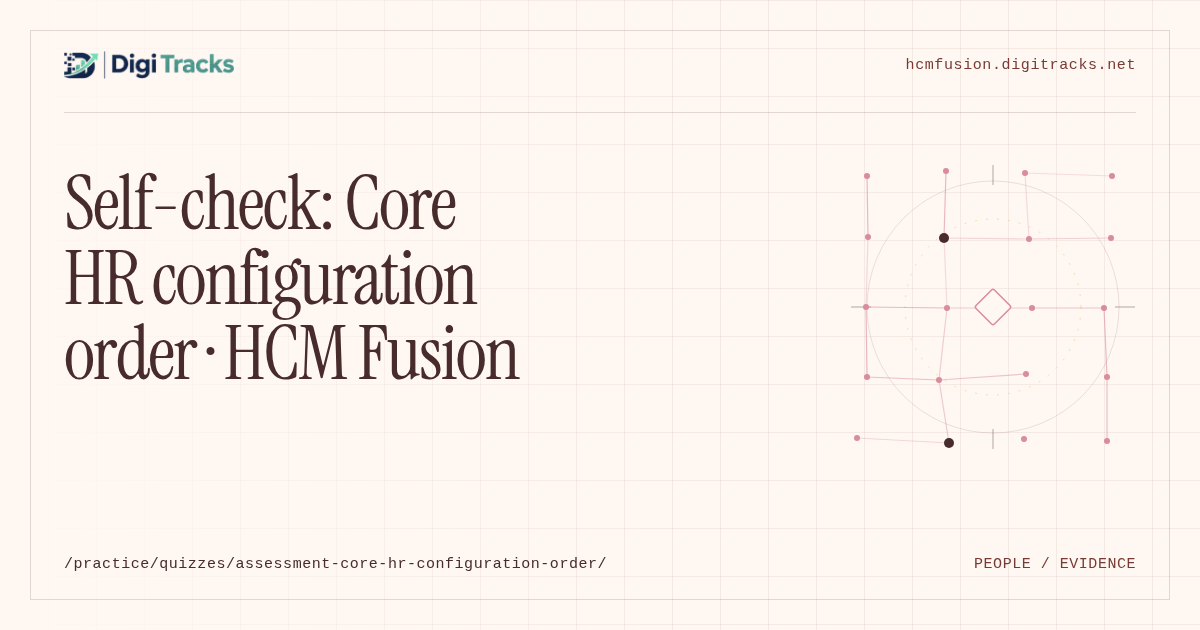 Digi Tracks
hcmfusion.digitracks.net
Self-check: Core
HR configuration
order · HCM Fusion
/practice/quizzes/assessment-core-hr-configuration-order/
PEOPLE / EVIDENCE